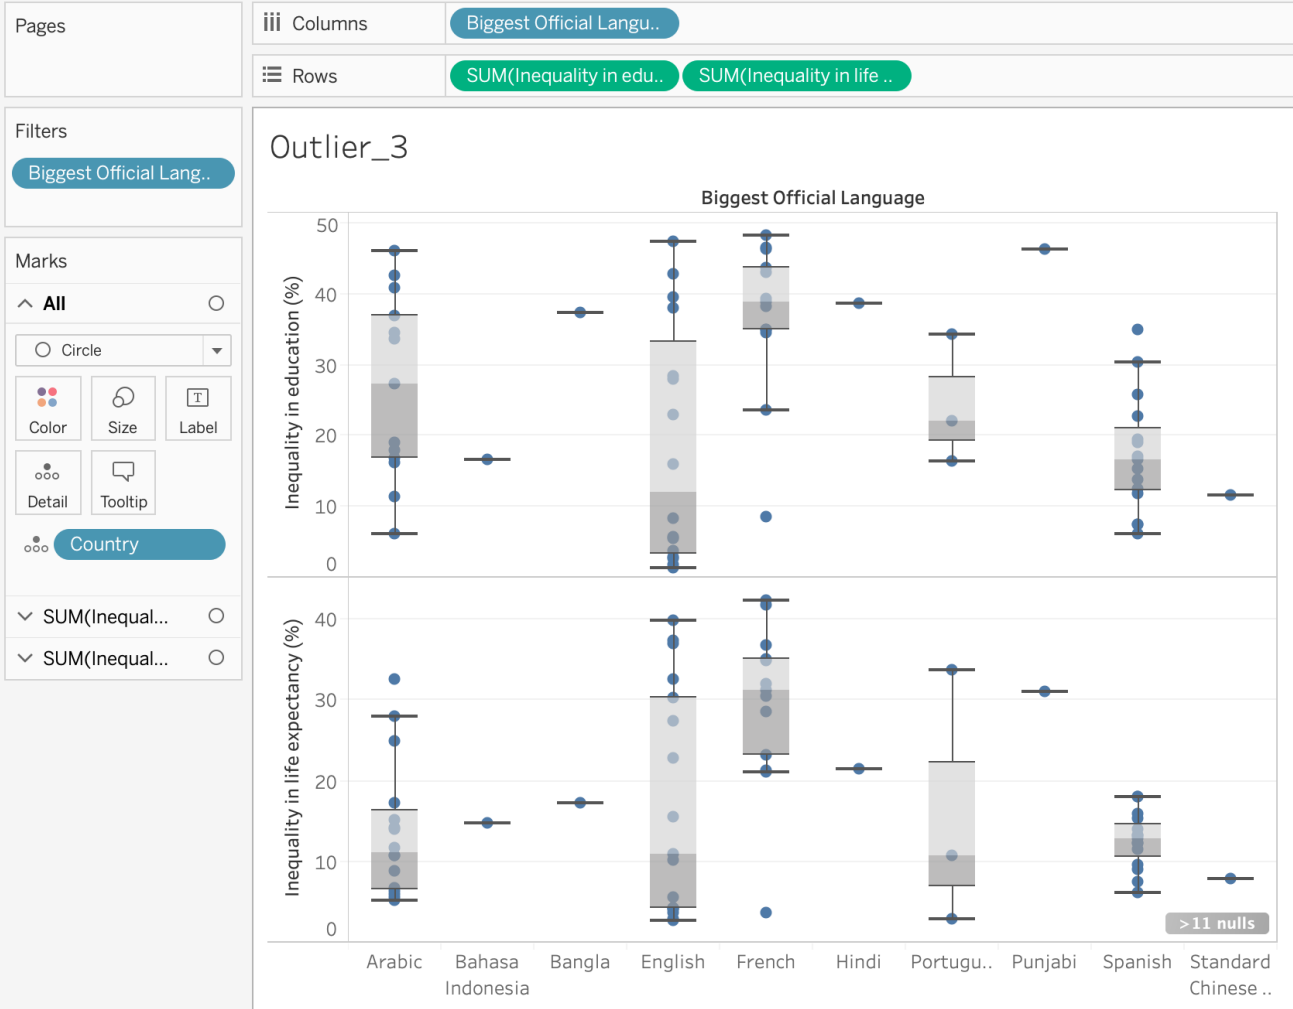 Pages
Columns
Biggest Official Langu..
Rows
SUM(Inequality in edu..
SUM(Inequality in life ..
Filters
Biggest Official Lang..
Marks
All
Circle
Color
Size
Label
T
Detail
Tooltip
Country
SUM(Inequal...
SUM(Inequal...
Outlier_3
Biggest Official Language
Inequality in education (%)
50
40
30
20
10
0
Inequality in life expectancy (%)
40
30
20
10
0
>11 nulls
Arabic
Bahasa
Indonesia
Bangla
English
French
Hindi
Portugu..
Punjabi
Spanish
Standard
Chinese ..